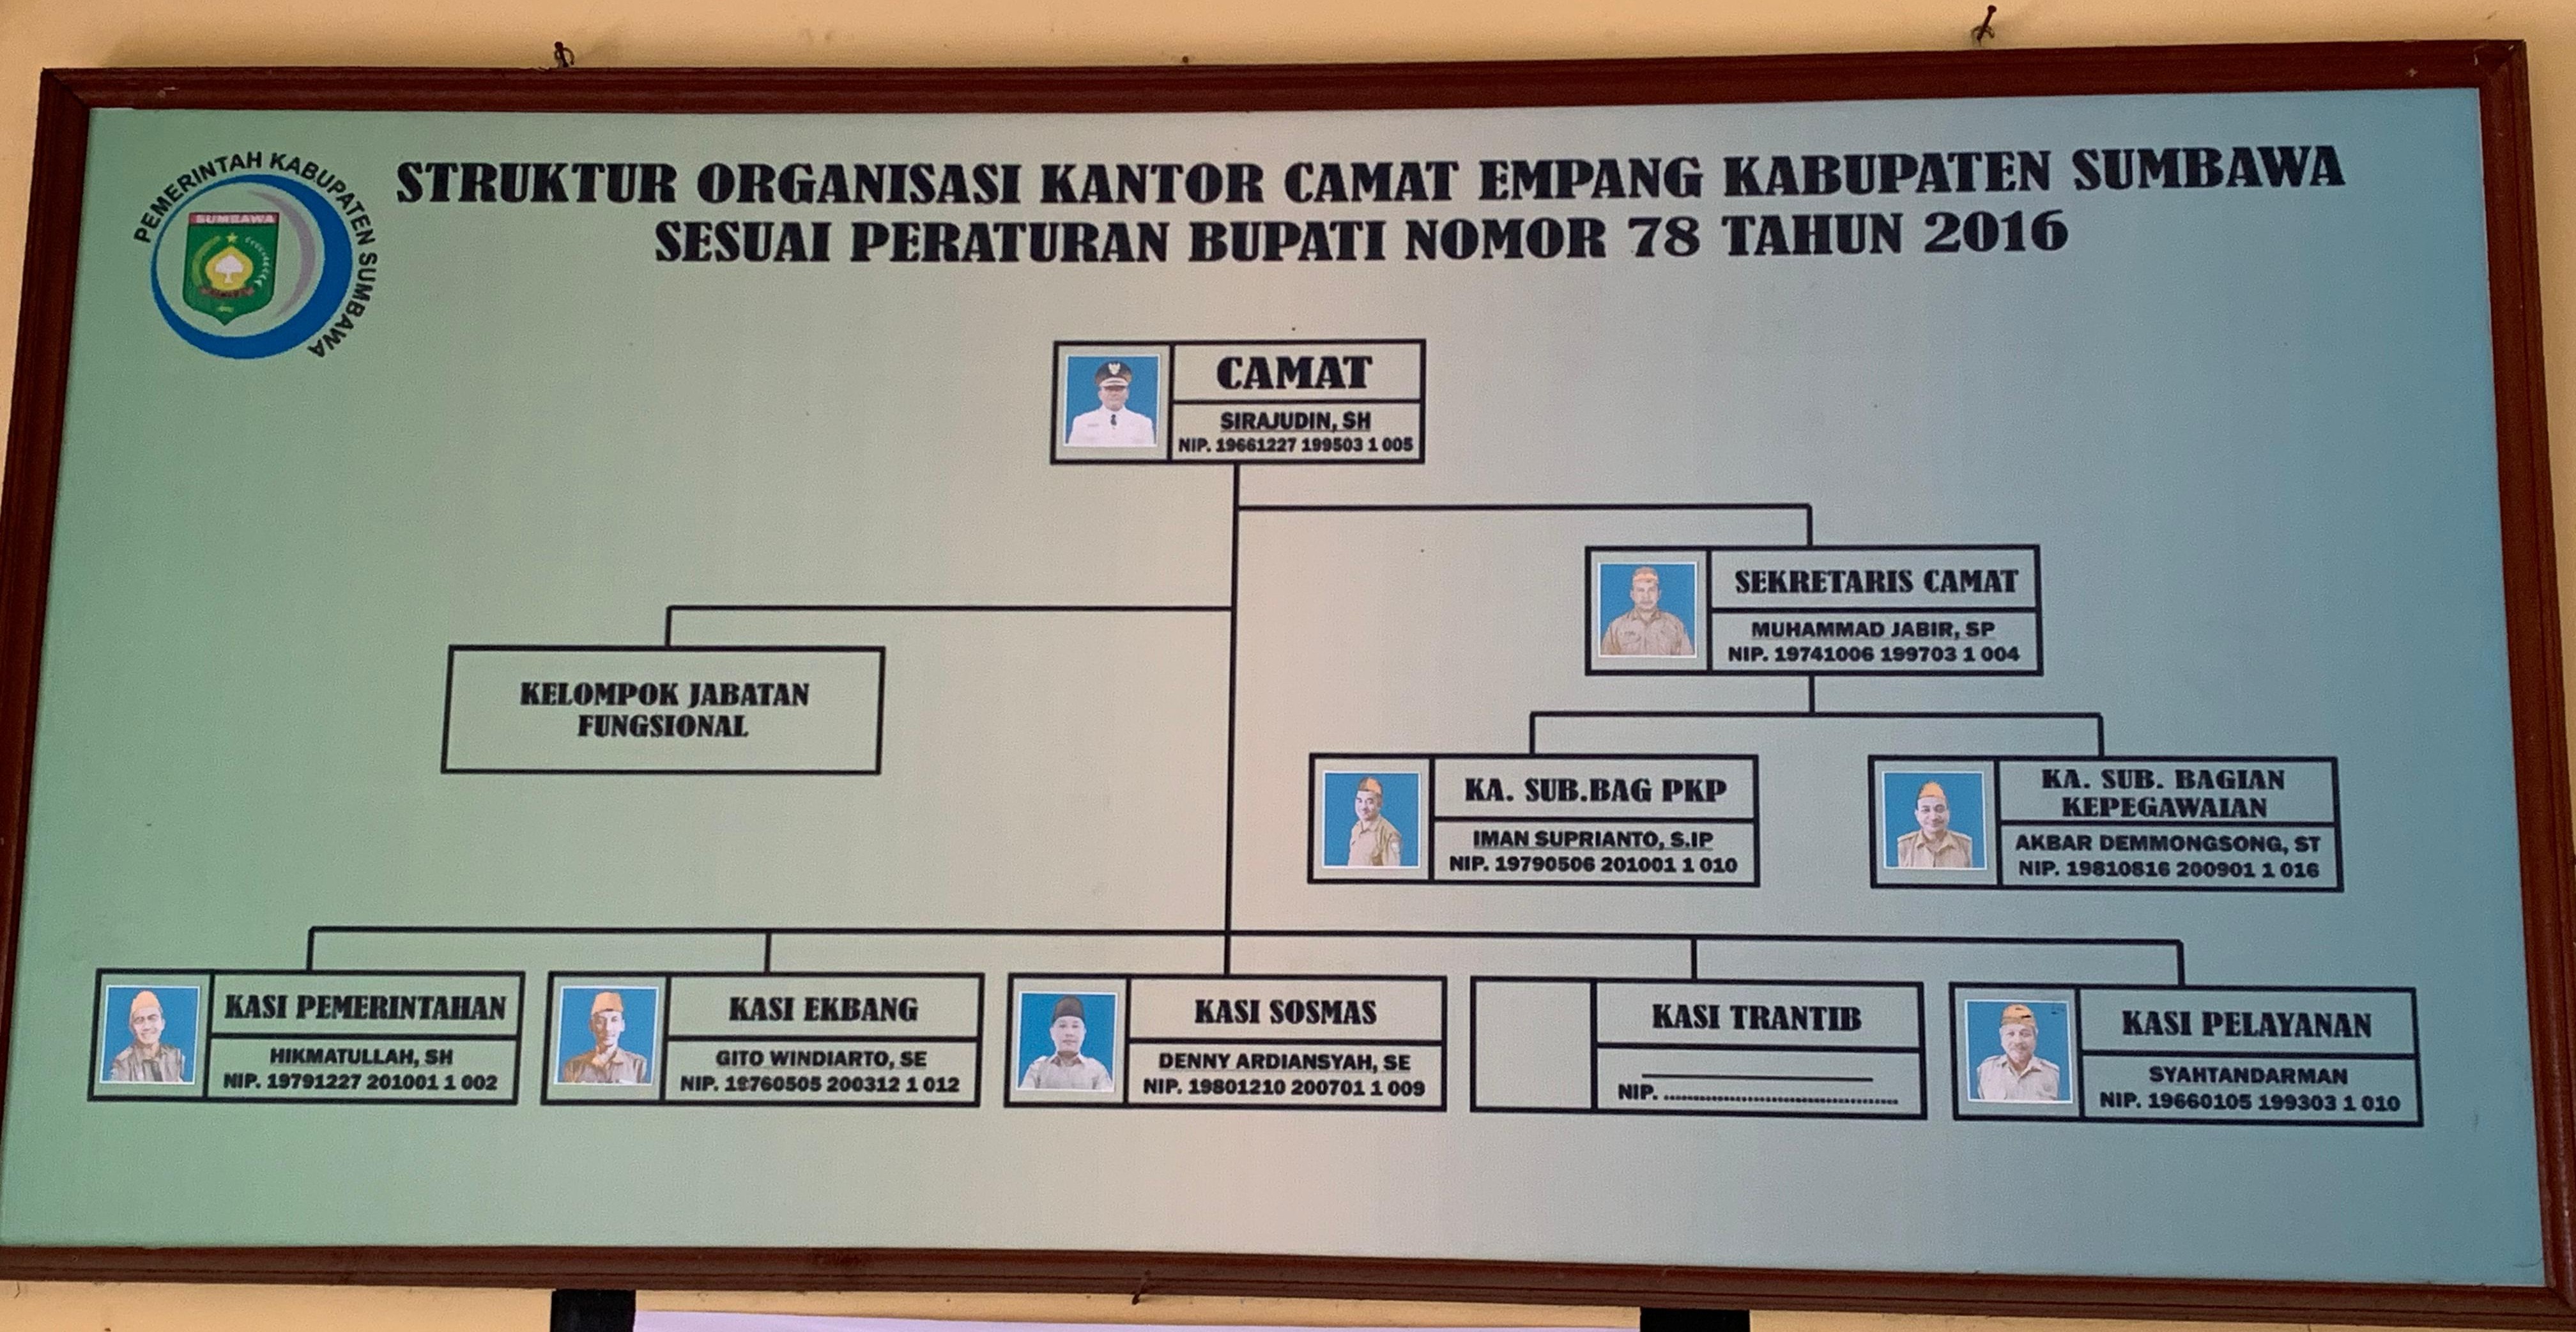 PEMERINTAH KABUPATEN SUMBAWA
SUMBAWA
STRUKTUR ORGANISASI KANTOR CAMAT EMPANG KABUPATEN SUMBAWA
SESUAI PERATURAN BUPATI NOMOR 78 TAHUN 2016
CAMAT
SIRAJUDIN, SH
NIP. 19661227 199503 1 005
SEKRETARIS CAMAT
MUHAMMAD JABIR, SP
NIP. 19741006 199703 1 004
KELOMPOK JABATAN
FUNGSIONAL
KA. SUB.BAG PKP
IMAN SUPRIANTO, S.IP
NIP. 19790506 201001 1 010
KA. SUB. BAGIAN
KEPEGAWAIAN
AKBAR DEMMONGSONG, ST
NIP. 19810816 200901 1 016
KASI PEMERINTAHAN
HIKMATULLAH, SH
NIP. 19791227 201001 1 002
KASI EKBANG
GITO WINDIARTO, SE
NIP. 19760505 200312 1 012
KASI SOSMAS
DENNY ARDIANSYAH, SE
NIP. 19801210 200701 1 009
KASI TRANTIB
NIP. ................................................
KASI PELAYANAN
SYAHTANDARMAN
NIP. 19660105 199303 1 010